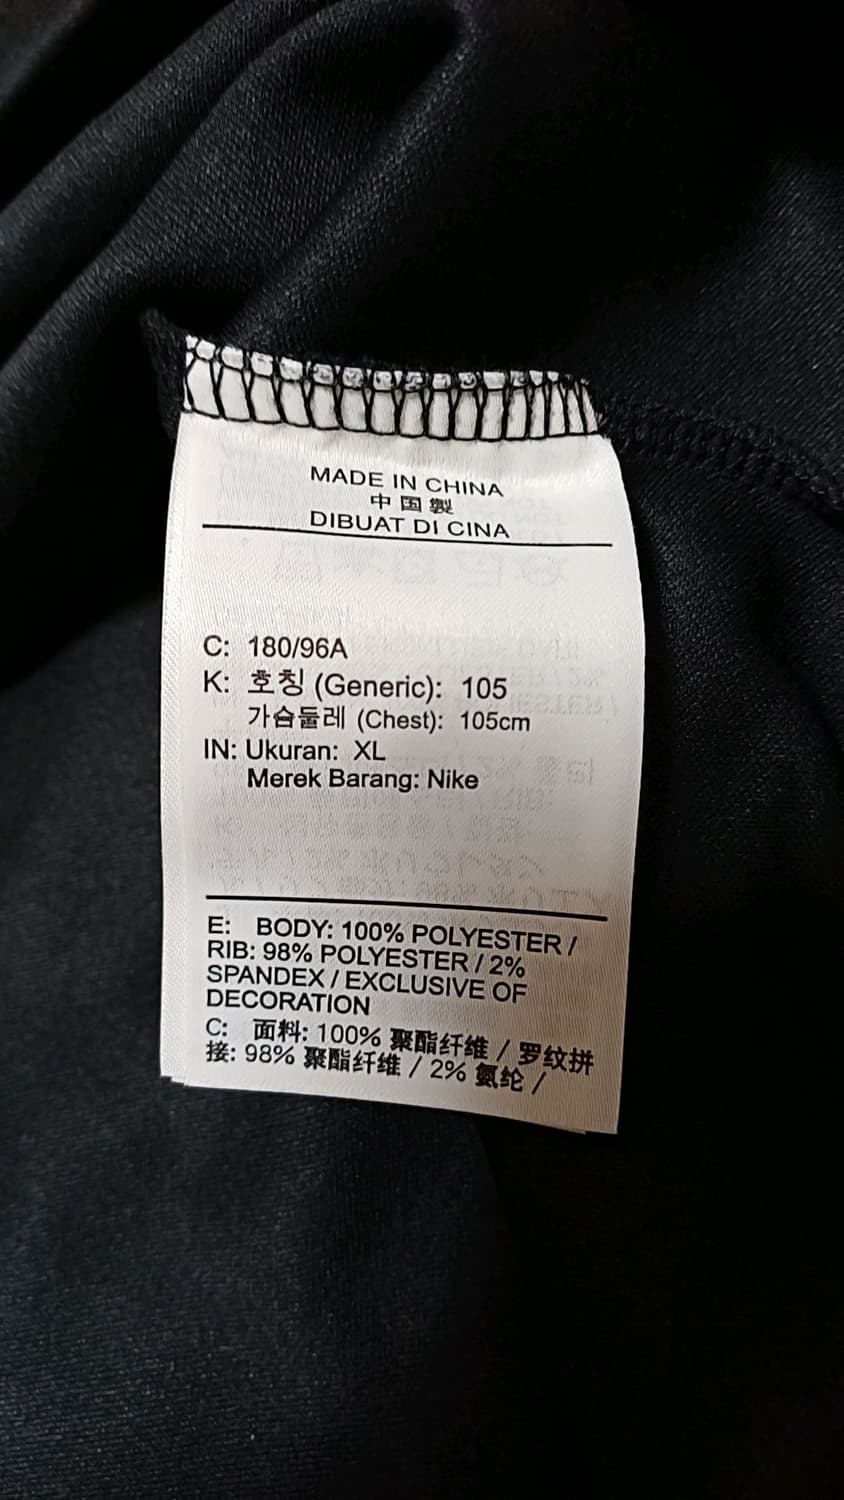 MADE IN CHINA
中国製
DIBUAT DI CINA
C: 180/96A
K: 호칭 (Generic): 105
가슴둘레 (Chest): 105cm
IN: Ukuran: XL
Merek Barang: Nike
E: BODY: 100% POLYESTER /
RIB: 98% POLYESTER / 2%
SPANDEX / EXCLUSIVE OF
DECORATION
C: 面料: 100% 聚酯纤维 / 罗纹拼
接: 98% 聚酯纤维 / 2% 氨纶 /